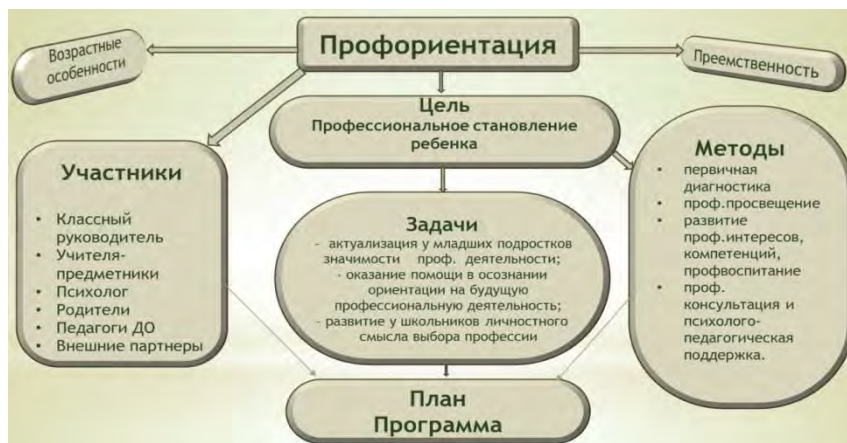 Профориентация
Возрастные
особенности
Преемственность
Цель
Профессиональное становление
ребенка
Участники
• Классный
руководитель
• Учителя-
предметники
• Психолог
• Родители
• Педагоги ДО
• Внешние партнеры
Задачи
- актуализация у младших подростков
значимости проф. деятельности;
- оказание помощи в осознании
ориентации на будущую
профессиональную деятельность;
- развитие у школьников личностного
смысла выбора профессии
Методы
• первичная
диагностика
• проф.просвещение
• развитие
проф.интересов,
компетенций,
профвоспитание
• проф.
консультация и
психолого-
педагогическая
поддержка.
План
Программа